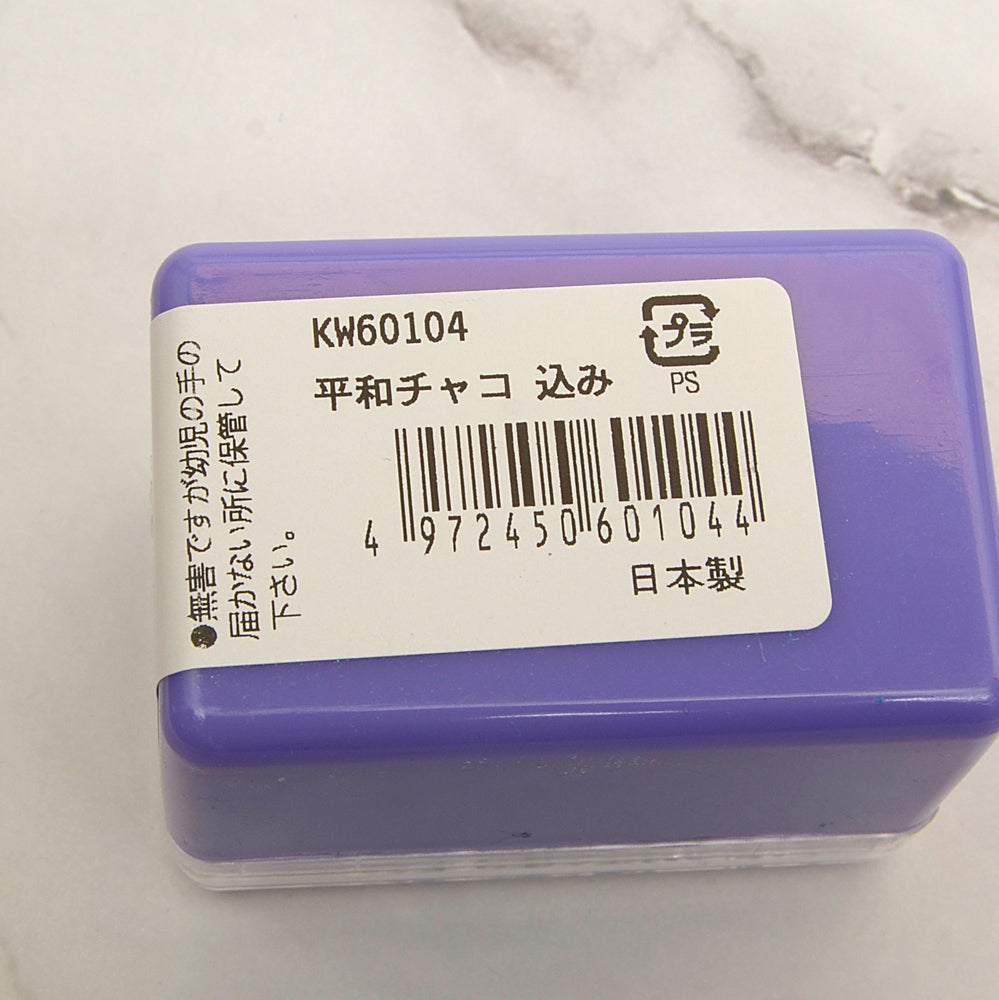 KW60104
プラ
PS
平和チャコ 込み
4 972450 601044
日本製
●無害ですが幼児の手の
届かない所に保管して
下さい。